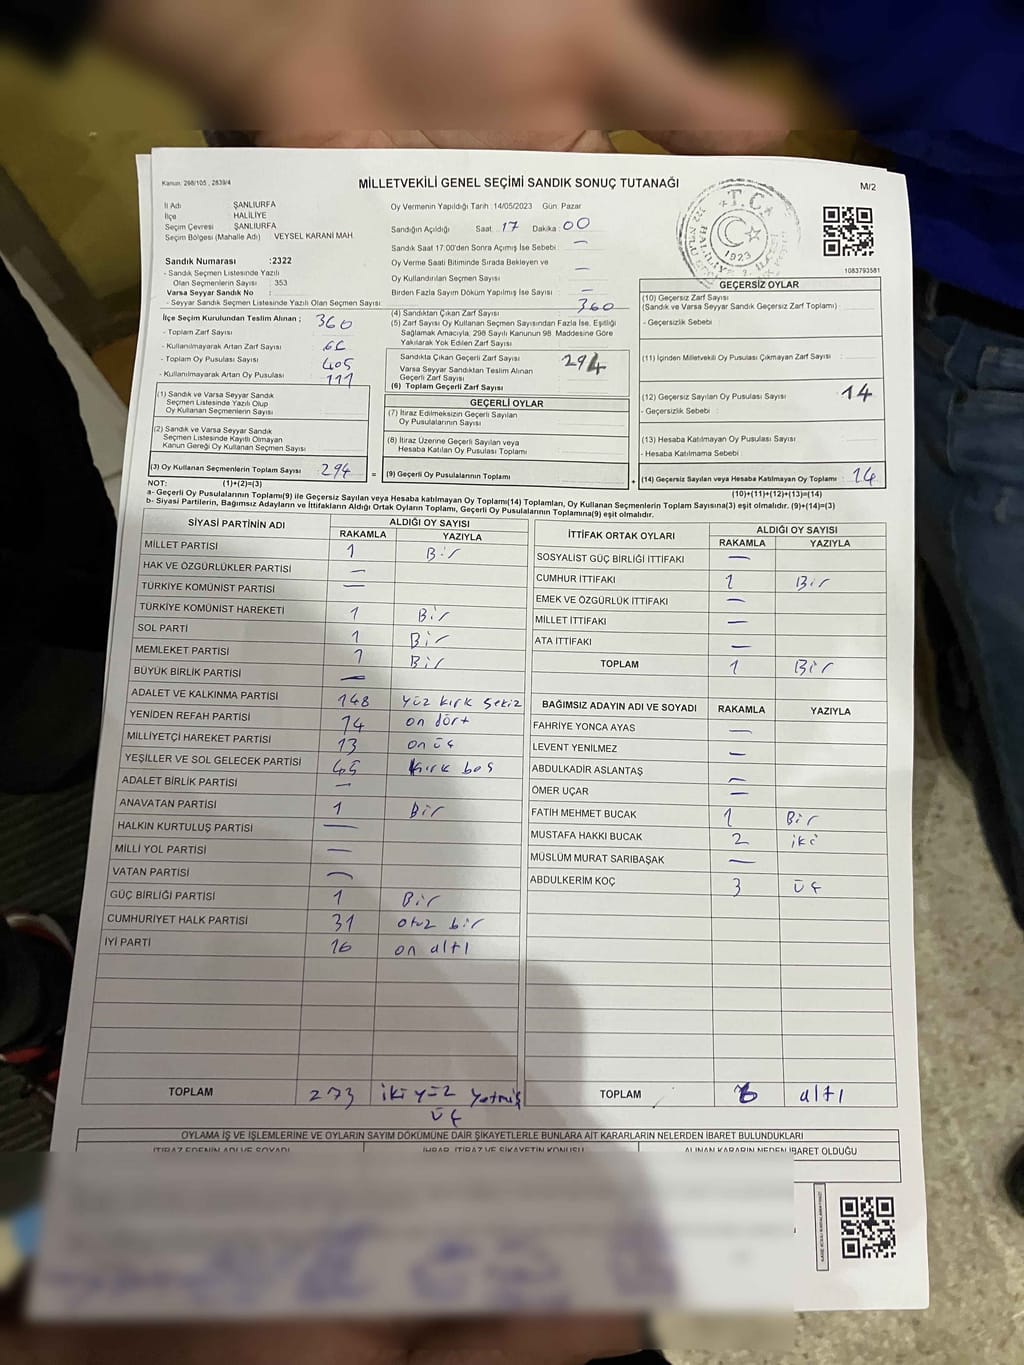 Kanun: 298/105 , 2839/4
MİLLETVEKİLİ GENEL SEÇİMİ SANDIK SONUÇ TUTANAĞI
M/2
İl Adı ŞANLIURFA
İlçe HALİLİYE
Seçim Çevresi ŞANLIURFA
Seçim Bölgesi (Mahalle Adı) VEYSEL KARANİ MAH.
Sandık Numarası :2322
- Sandık Seçmen Listesinde Yazılı
Olan Seçmenlerin Sayısı : 353
Varsa Seyyar Sandık No :
- Seyyar Sandık Seçmen Listesinde Yazılı Olan Seçmen Sayısı :
İlçe Seçim Kurulundan Teslim Alınan ;
- Toplam Zarf Sayısı 360
- Kullanılmayarak Artan Zarf Sayısı 66
- Toplam Oy Pusulası Sayısı 405
- Kullanılmayarak Artan Oy Pusulası 111
(1) Sandık ve Varsa Seyyar Sandık
Seçmen Listesinde Yazılı Olup
Oy Kullanan Seçmenlerin Sayısı
(2) Sandık ve Varsa Seyyar Sandık
Seçmen Listesinde Kayıtlı Olmayan
Kanun Gereği Oy Kullanan Seçmen Sayısı
(3) Oy Kullanan Seçmenlerin Toplam Sayısı 294 =
Oy Vermenin Yapıldığı Tarih :14/05/2023 Gün: Pazar
Sandığın Açıldığı Saat: 17 Dakika: 00
Sandık Saat 17.00'den Sonra Açılmış İse Sebebi : —
Oy Verme Saati Bitiminde Sırada Bekleyen ve
Oy Kullandırılan Seçmen Sayısı —
Birden Fazla Sayım Döküm Yapılmış İse Sayısı : —
(4) Sandıktan Çıkan Zarf Sayısı 360
(5) Zarf Sayısı Oy Kullanan Seçmen Sayısından Fazla İse, Eşitliği
Sağlamak Amacıyla, 298 Sayılı Kanunun 98. Maddesine Göre
Yakılarak Yok Edilen Zarf Sayısı
Sandıkta Çıkan Geçerli Zarf Sayısı 294
Varsa Seyyar Sandıktan Teslim Alınan
Geçerli Zarf Sayısı
(6) Toplam Geçerli Zarf Sayısı
GEÇERLİ OYLAR
(7) İtiraz Edilmeksizin Geçerli Sayılan
Oy Pusulalarının Sayısı
(8) İtiraz Üzerine Geçerli Sayılan veya
Hesaba Katılan Oy Pusulası Toplamı
(9) Geçerli Oy Pusulalarının Toplamı +
T.C.
1923
1083793581
GEÇERSİZ OYLAR
(10) Geçersiz Zarf Sayısı
(Sandık ve Varsa Seyyar Sandık Geçersiz Zarf Toplamı) :
- Geçersizlik Sebebi :
(11) İçinden Milletvekili Oy Pusulası Çıkmayan Zarf Sayısı :
(12) Geçersiz Sayılan Oy Pusulası Sayısı 14
- Geçersizlik Sebebi :
(13) Hesaba Katılmayan Oy Pusulası Sayısı :
- Hesaba Katılmama Sebebi :
(14) Geçersiz Sayılan veya Hesaba Katılmayan Oy Toplamı : 14
NOT: (1)+(2)=(3) (10)+(11)+(12)+(13)=(14)
a- Geçerli Oy Pusulalarının Toplamı(9) ile Geçersiz Sayılan veya Hesaba katılmayan Oy Toplamı(14) Toplamları, Oy Kullanan Seçmenlerin Toplam Sayısına(3) eşit olmalıdır. (9)+(14)=(3)
b- Siyasi Partilerin, Bağımsız Adayların ve İttifakların Aldığı Ortak Oyların Toplamı, Geçerli Oy Pusulalarının Toplamına(9) eşit olmalıdır.
SİYASİ PARTİNİN ADI ALDIĞI OY SAYISI
RAKAMLA YAZIYLA
MİLLET PARTİSİ 1 Bir
HAK VE ÖZGÜRLÜKLER PARTİSİ —
TÜRKİYE KOMÜNİST PARTİSİ —
TÜRKİYE KOMÜNİST HAREKETİ 1 Bir
SOL PARTİ 1 Bir
MEMLEKET PARTİSİ 1 Bir
BÜYÜK BİRLİK PARTİSİ —
ADALET VE KALKINMA PARTİSİ 148 yüz kırk sekiz
YENİDEN REFAH PARTİSİ 14 on dört
MİLLİYETÇİ HAREKET PARTİSİ 13 on üç
YEŞİLLER VE SOL GELECEK PARTİSİ 45 kırk beş
ADALET BİRLİK PARTİSİ —
ANAVATAN PARTİSİ 1 Bir
HALKIN KURTULUŞ PARTİSİ —
MİLLİ YOL PARTİSİ —
VATAN PARTİSİ —
GÜÇ BİRLİĞİ PARTİSİ 1 Bir
CUMHURİYET HALK PARTİSİ 31 otuz bir
İYİ PARTİ 16 on altı
TOPLAM 273 iki yüz yetmiş
üç
İTTİFAK ORTAK OYLARI ALDIĞI OY SAYISI
RAKAMLA YAZIYLA
SOSYALİST GÜÇ BİRLİĞİ İTTİFAKI —
CUMHUR İTTİFAKI 1 Bir
EMEK VE ÖZGÜRLÜK İTTİFAKI —
MİLLET İTTİFAKI —
ATA İTTİFAKI —
TOPLAM 1 Bir
BAĞIMSIZ ADAYIN ADI VE SOYADI RAKAMLA YAZIYLA
FAHRİYE YONCA AYAS —
LEVENT YENİLMEZ —
ABDULKADİR ASLANTAŞ —
ÖMER UÇAR —
FATİH MEHMET BUCAK 1 Bir
MUSTAFA HAKKI BUCAK 2 iki
MÜSLÜM MURAT SARIBAŞAK —
ABDULKERİM KOÇ 3 üç
TOPLAM 6 altı
OYLAMA İŞ VE İŞLEMLERİNE VE OYLARIN SAYIM DÖKÜMÜNE DAİR ŞİKAYETLERLE BUNLARA AİT KARARLARIN NELERDEN İBARET BULUNDUKLARI
İTİRAZ EDENİN ADI VE SOYADI İHBAR, İTİRAZ VE ŞİKAYETİN KONUSU ALINAN KARARIN NEDEN İBARET OLDUĞU